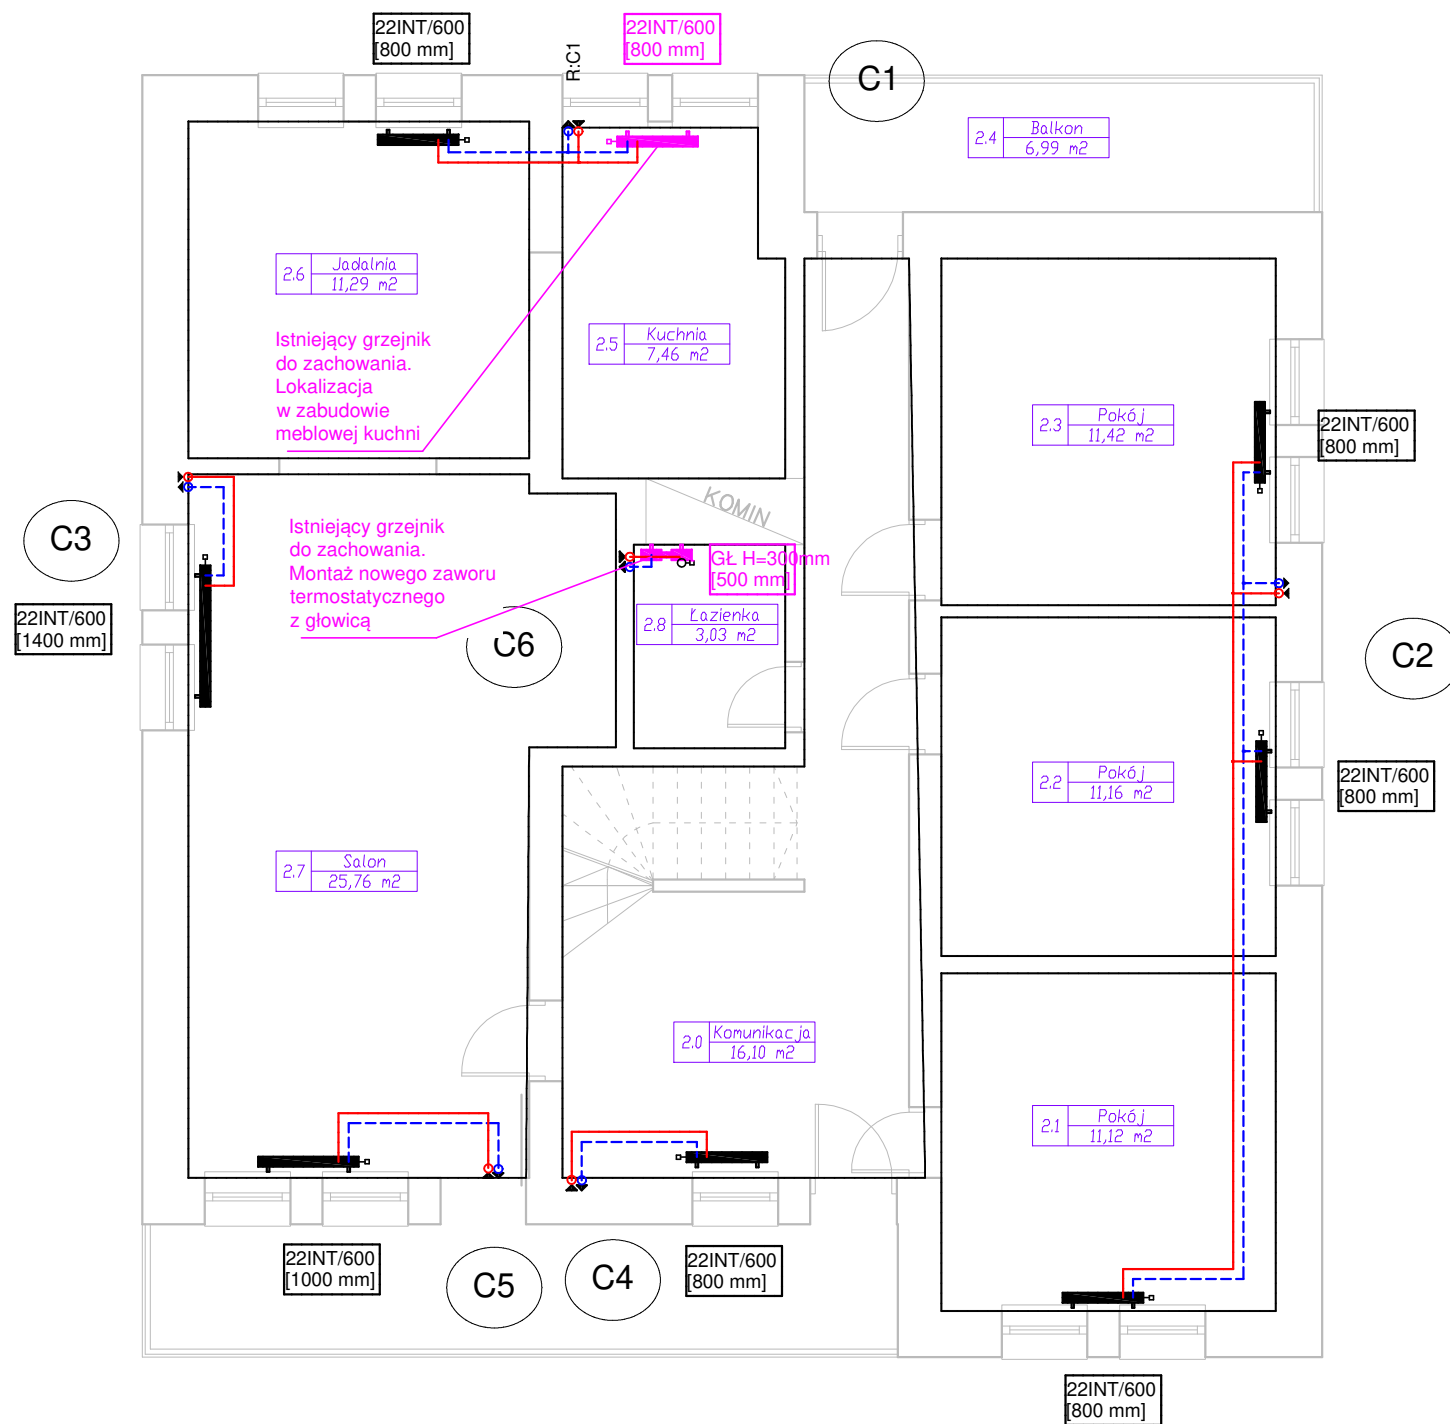 22INT/600
[800 mm]
R:C1
22INT/600
[800 mm]
C1
2.4
Balkon
6,99 m2
2.6
Jadalnia
11,29 m2
Istniejący grzejnik
do zachowania.
Lokalizacja
w zabudowie
meblowej kuchni
2.5
Kuchnia
7,46 m2
2.3
Pokój
11,42 m2
22INT/600
[800 mm]
KOMIN
C3
Istniejący grzejnik
do zachowania.
Montaż nowego zaworu
termostatycznego
z głowicą
GŁ H=300mm
[500 mm]
22INT/600
[1400 mm]
C6
2.8
Łazienka
3,03 m2
C2
2.2
Pokój
11,16 m2
22INT/600
[800 mm]
2.7
Salon
25,76 m2
2.0
Komunikacja
16,10 m2
2.1
Pokój
11,12 m2
22INT/600
[1000 mm]
C5
C4
22INT/600
[800 mm]
22INT/600
[800 mm]